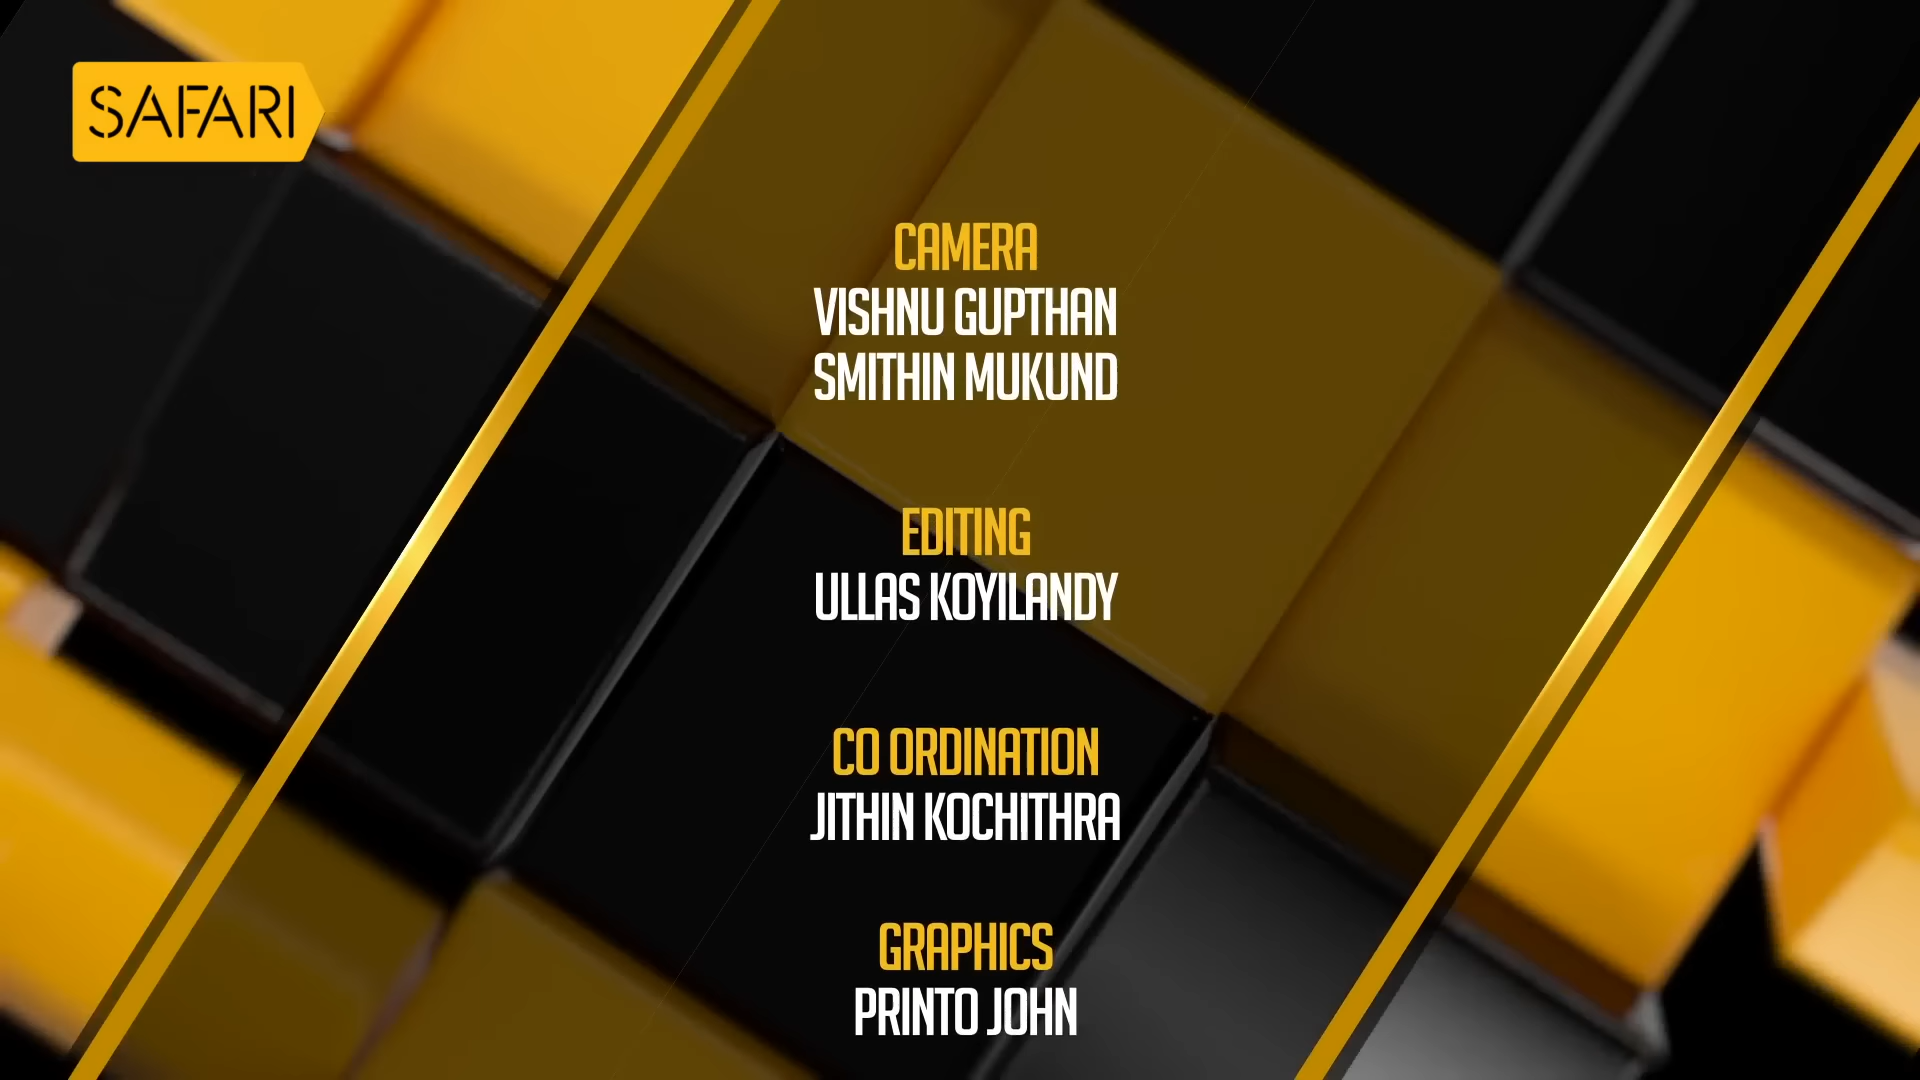 SAFARI
CAMERA
VISHNU GUPTHAN
SMITHIN MUKUND
EDITING
ULLAS KOYILANDY
CO ORDINATION
JITHIN KOCHITHRA
GRAPHICS
PRINTO JOHN